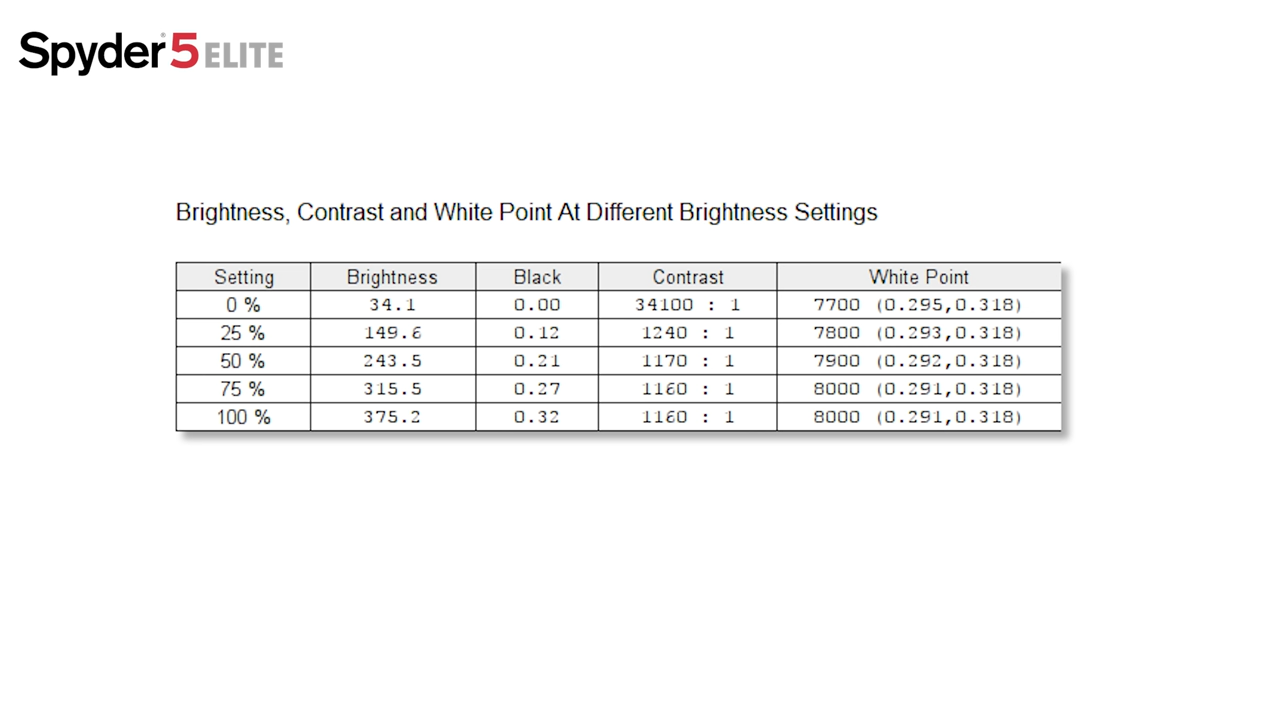 Spyder®5ELITE
Brightness, Contrast and White Point At Different Brightness Settings
Setting Brightness Black Contrast White Point
0 % 34.1 0.00 34100 : 1 7700 (0.295,0.318)
25 % 149.6 0.12 1240 : 1 7800 (0.293,0.318)
50 % 243.5 0.21 1170 : 1 7900 (0.292,0.318)
75 % 315.5 0.27 1160 : 1 8000 (0.291,0.318)
100 % 375.2 0.32 1160 : 1 8000 (0.291,0.318)